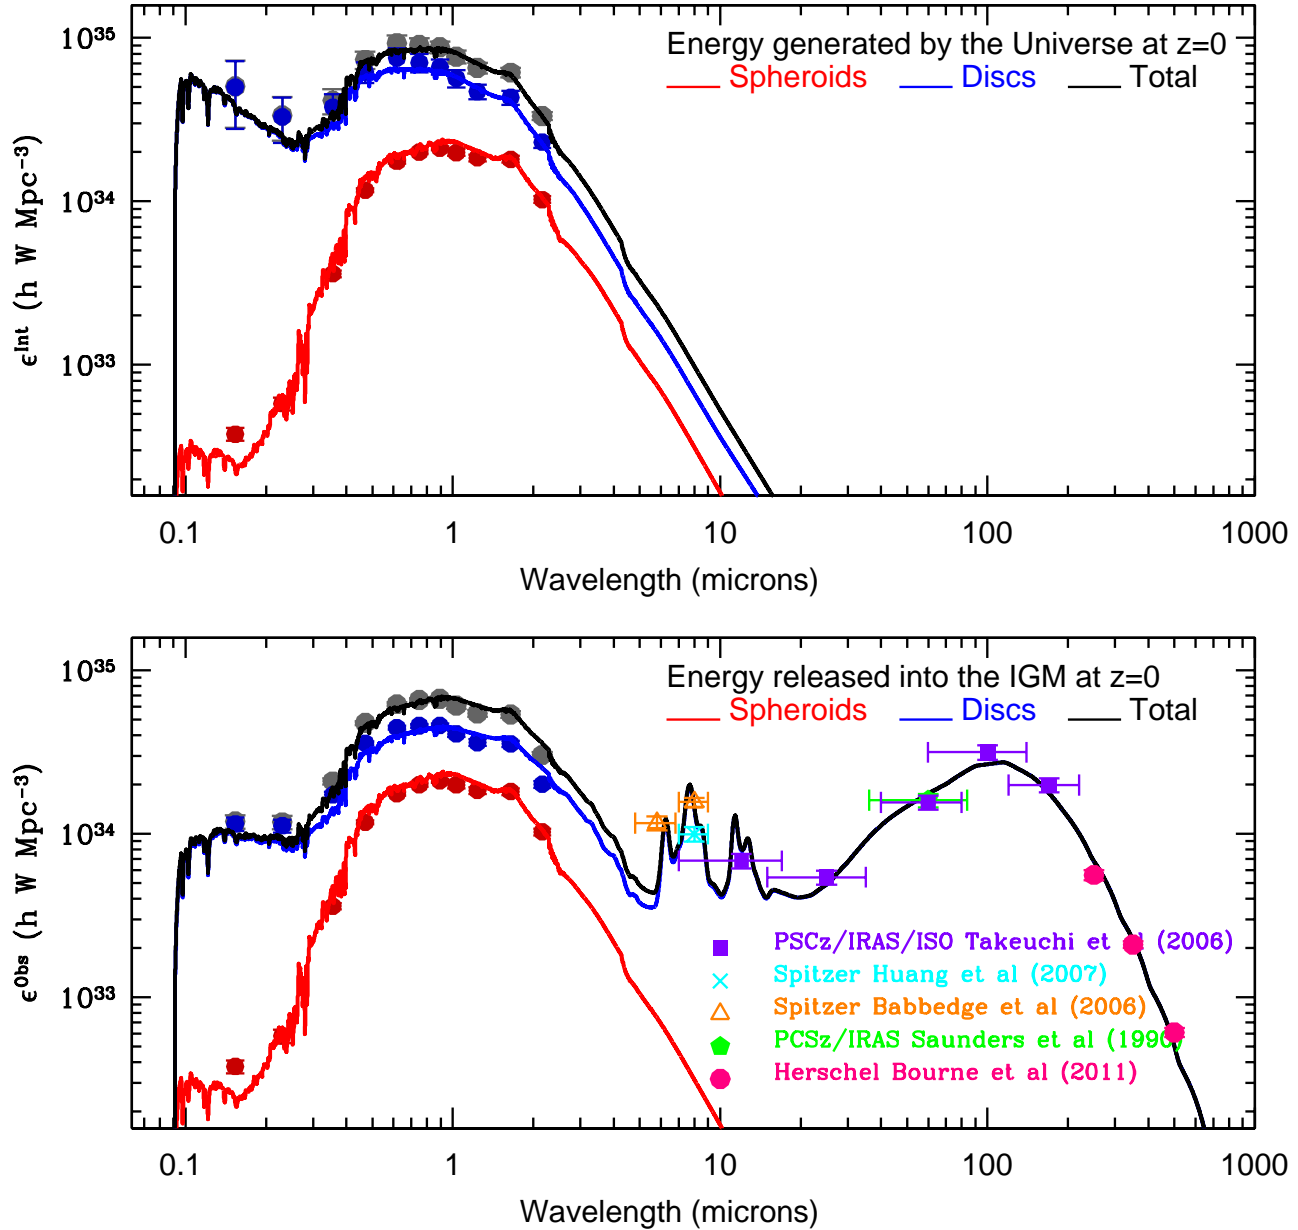 Energy generated by the Universe at z=0
Spheroids Discs Total
10³⁵
10³⁴
10³³
ϵᴵⁿᵗ (h W Mpc⁻³)
0.1 1 10 100 1000
Wavelength (microns)
Energy released into the IGM at z=0
Spheroids Discs Total
10³⁵
10³⁴
10³³
ϵᴼᵇˢ (h W Mpc⁻³)
PSCz/IRAS/ISO Takeuchi et al (2006)
Spitzer Huang et al (2007)
Spitzer Babbedge et al (2006)
PCSz/IRAS Saunders et al (1990)
Herschel Bourne et al (2011)
0.1 1 10 100 1000
Wavelength (microns)